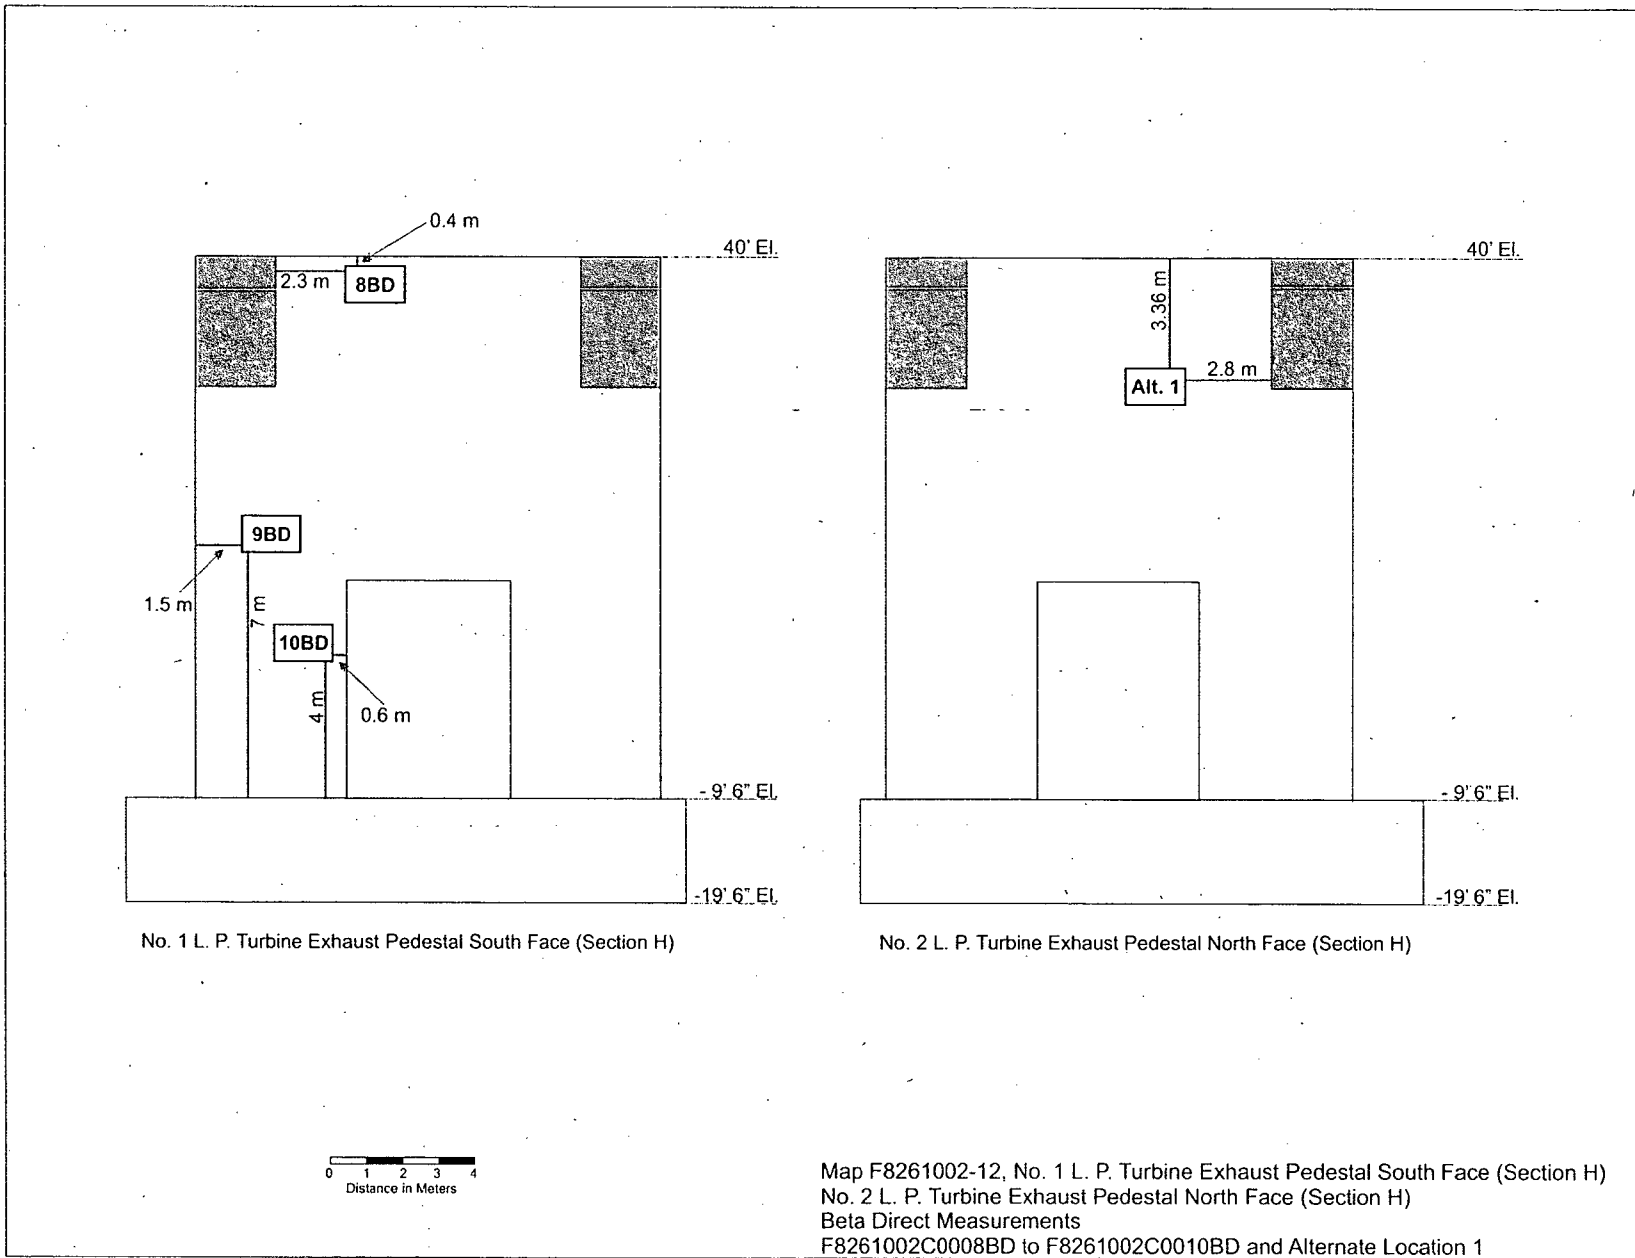 0.4 m
40' El.
2.3 m
8BD
9BD
1.5 m
7 m
10BD
4 m
0.6 m
- 9' 6" El.
-19' 6" El.
No. 1 L. P. Turbine Exhaust Pedestal South Face (Section H)
40' El.
3.36 m
2.8 m
Alt. 1
- 9' 6" El.
-19' 6" El.
No. 2 L. P. Turbine Exhaust Pedestal North Face (Section H)
0 1 2 3 4
Distance in Meters
Map F8261002-12, No. 1 L. P. Turbine Exhaust Pedestal South Face (Section H)
No. 2 L. P. Turbine Exhaust Pedestal North Face (Section H)
Beta Direct Measurements
F8261002C0008BD to F8261002C0010BD and Alternate Location 1